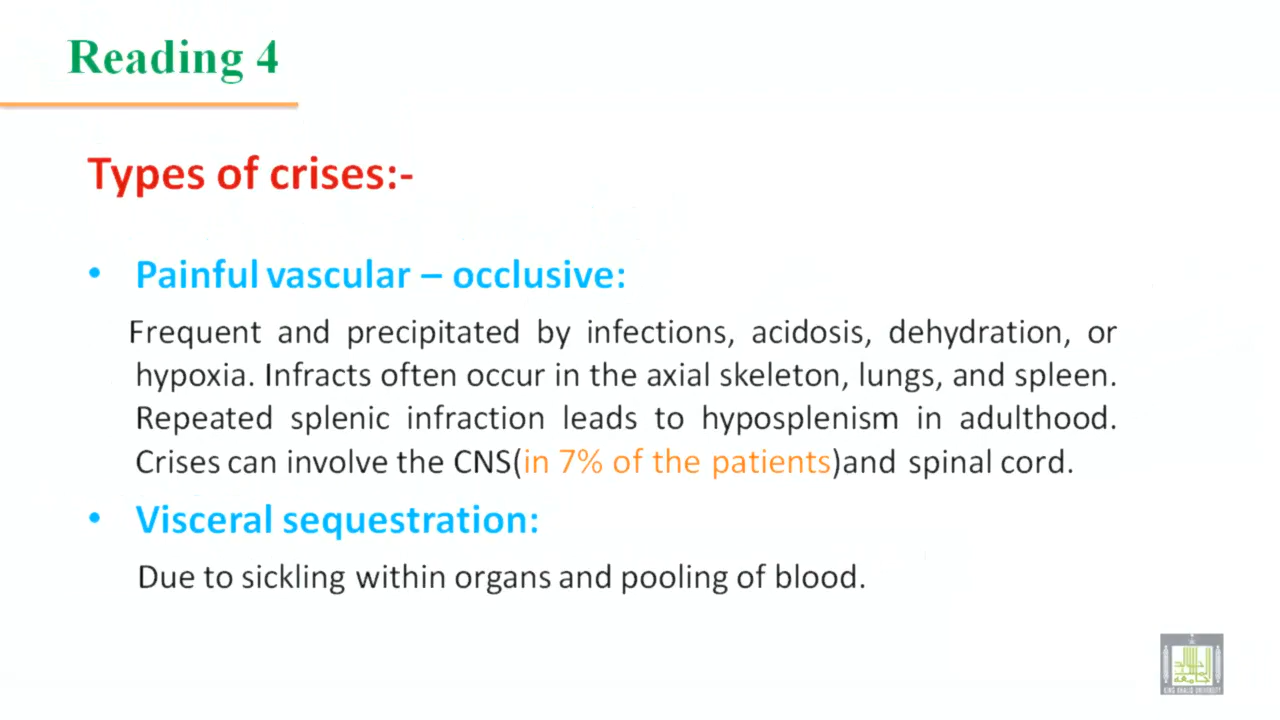 Reading 4
Types of crises:-
• Painful vascular – occlusive:
Frequent and precipitated by infections, acidosis, dehydration, or
hypoxia. Infracts often occur in the axial skeleton, lungs, and spleen.
Repeated splenic infraction leads to hyposplenism in adulthood.
Crises can involve the CNS(in 7% of the patients)and spinal cord.
• Visceral sequestration:
Due to sickling within organs and pooling of blood.
KING KHALID UNIVERSITY